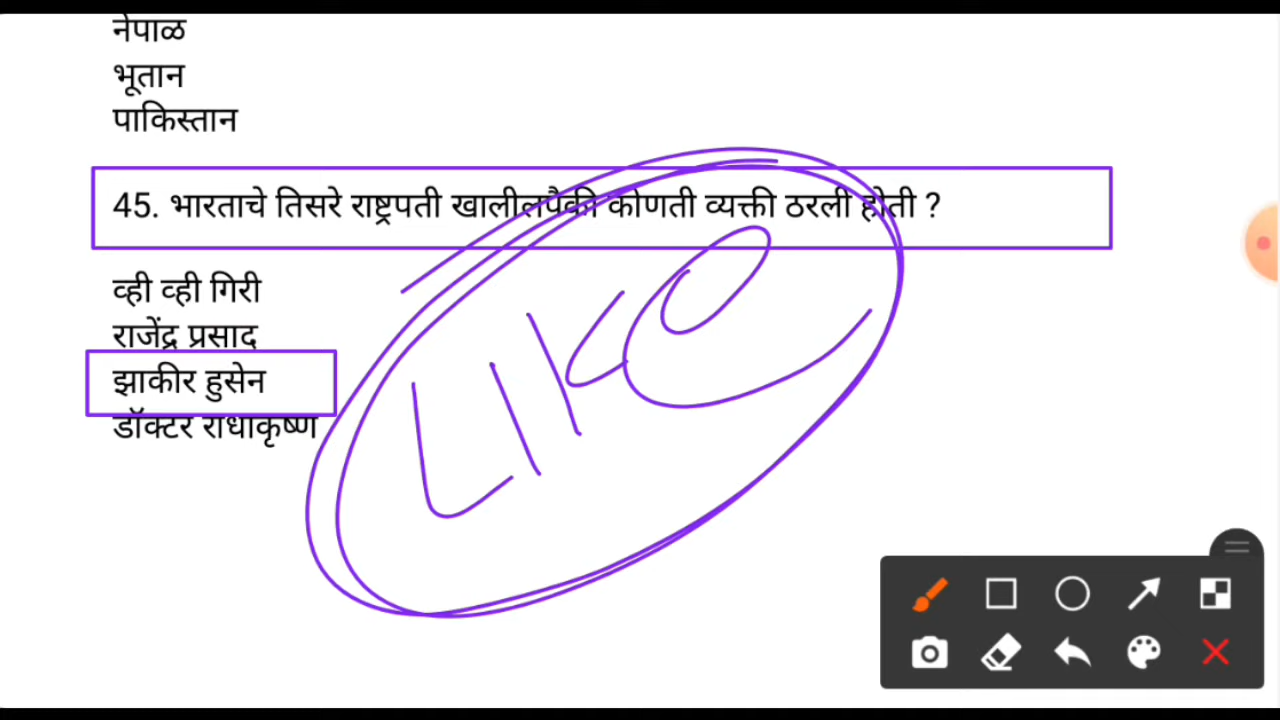 नेपाळ
भूतान
पाकिस्तान
45. भारताचे तिसरे राष्ट्रपती खालीलपैकी कोणती व्यक्ती ठरली होती ?
व्ही व्ही गिरी
राजेंद्र प्रसाद
झाकीर हुसेन
डॉक्टर राधाकृष्ण
LIKe